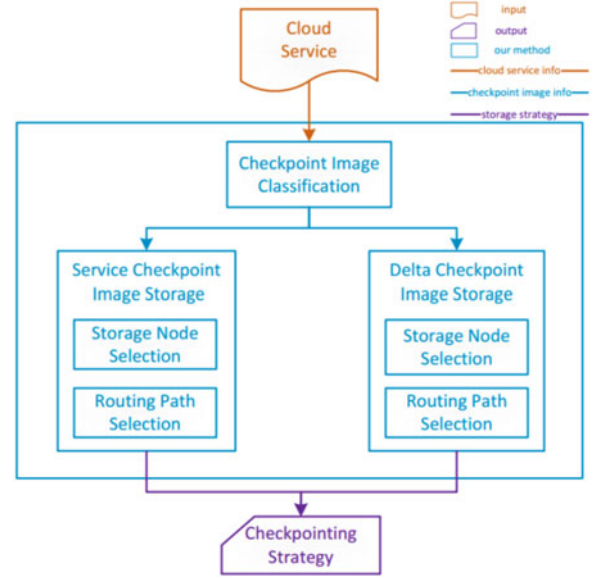 Cloud
Service
input
output
our method
cloud service info
checkpoint image info
storage strategy
Checkpoint Image
Classification
Service Checkpoint
Image Storage
Storage Node
Selection
Routing Path
Selection
Delta Checkpoint
Image Storage
Storage Node
Selection
Routing Path
Selection
Checkpointing
Strategy